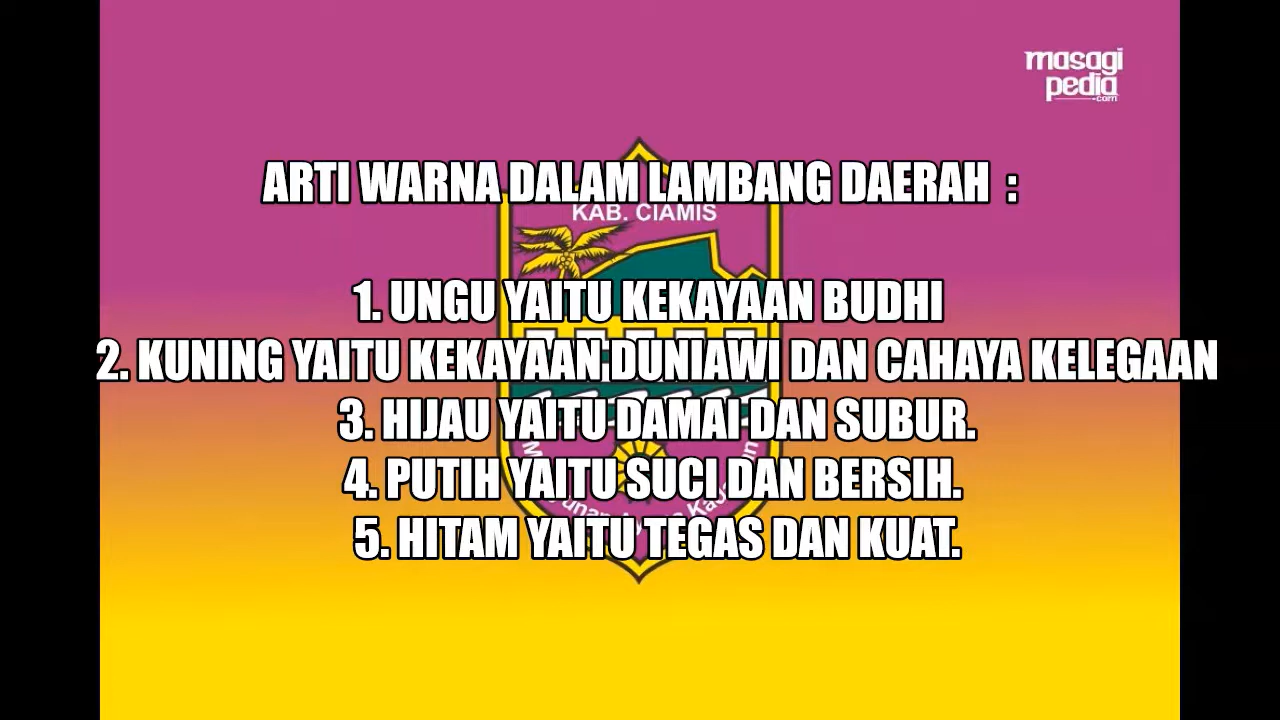 masagi
pedia
.com
ARTI WARNA DALAM LAMBANG DAERAH :
KAB. CIAMIS
1. UNGU YAITU KEKAYAAN BUDHI
2. KUNING YAITU KEKAYAAN DUNIAWI DAN CAHAYA KELEGAAN
3. HIJAU YAITU DAMAI DAN SUBUR.
4. PUTIH YAITU SUCI DAN BERSIH.
5. HITAM YAITU TEGAS DAN KUAT.